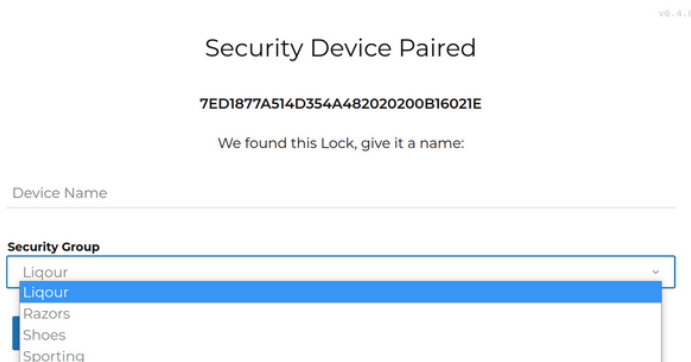 v0.4.
Security Device Paired
7ED1877A514D354A482020200B16021E
We found this Lock, give it a name:
Device Name
Security Group
Liqour
Liqour
Razors
Shoes
Sporting